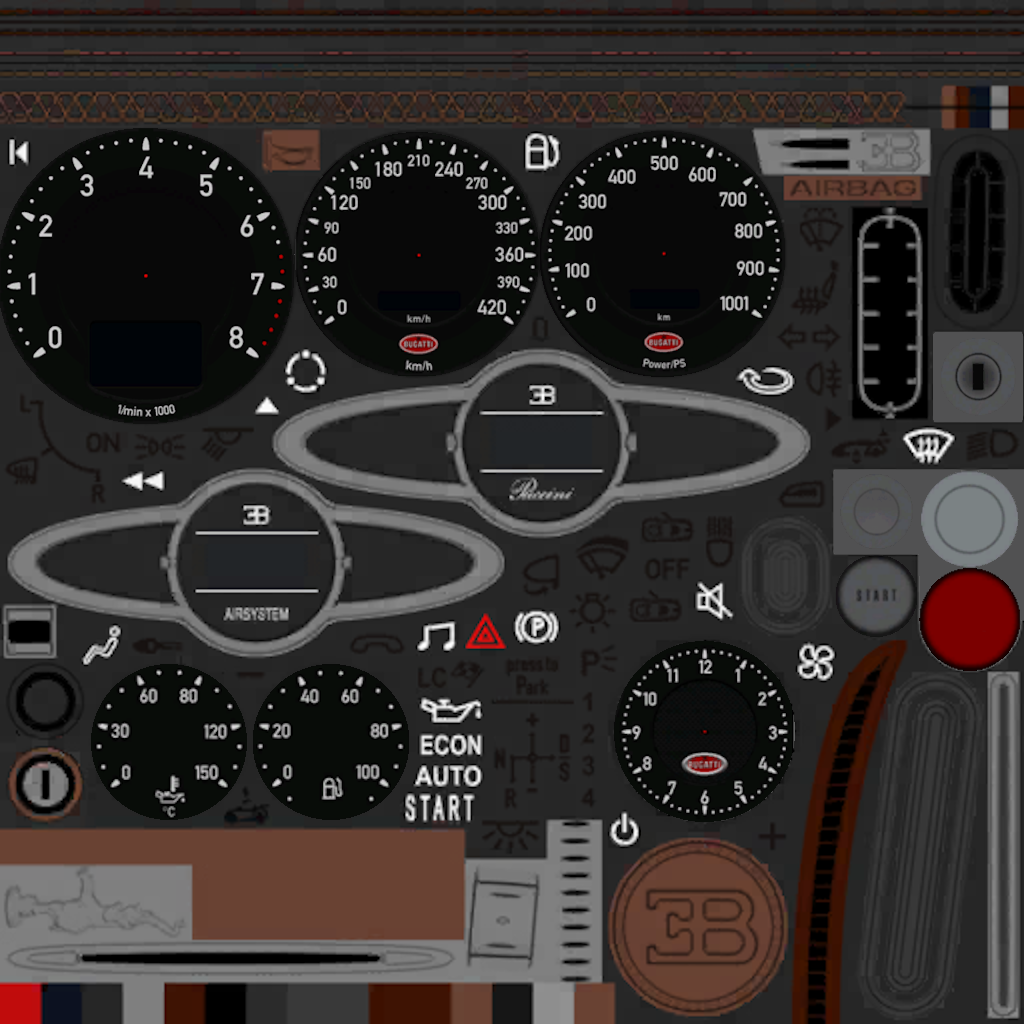 AIRBAG
0
1
2
3
4
5
6
7
8
1/min x 1000
0
30
60
90
120
150
180
210
240
270
300
330
360
390
420
km/h
BUGATTI
km/h
0
100
200
300
400
500
600
700
800
900
1001
km
BUGATTI
Power/PS
L
ON
R
EB
EB
AIRSYSTEM
OFF
START
LC
press to
Park
P
1
2
3
4
N
D
S
R
0
30
60
80
120
150
°C
0
20
40
60
80
100
ECON
AUTO
START
12
1
2
3
4
5
6
7
8
9
10
11
BUGATTI
EB